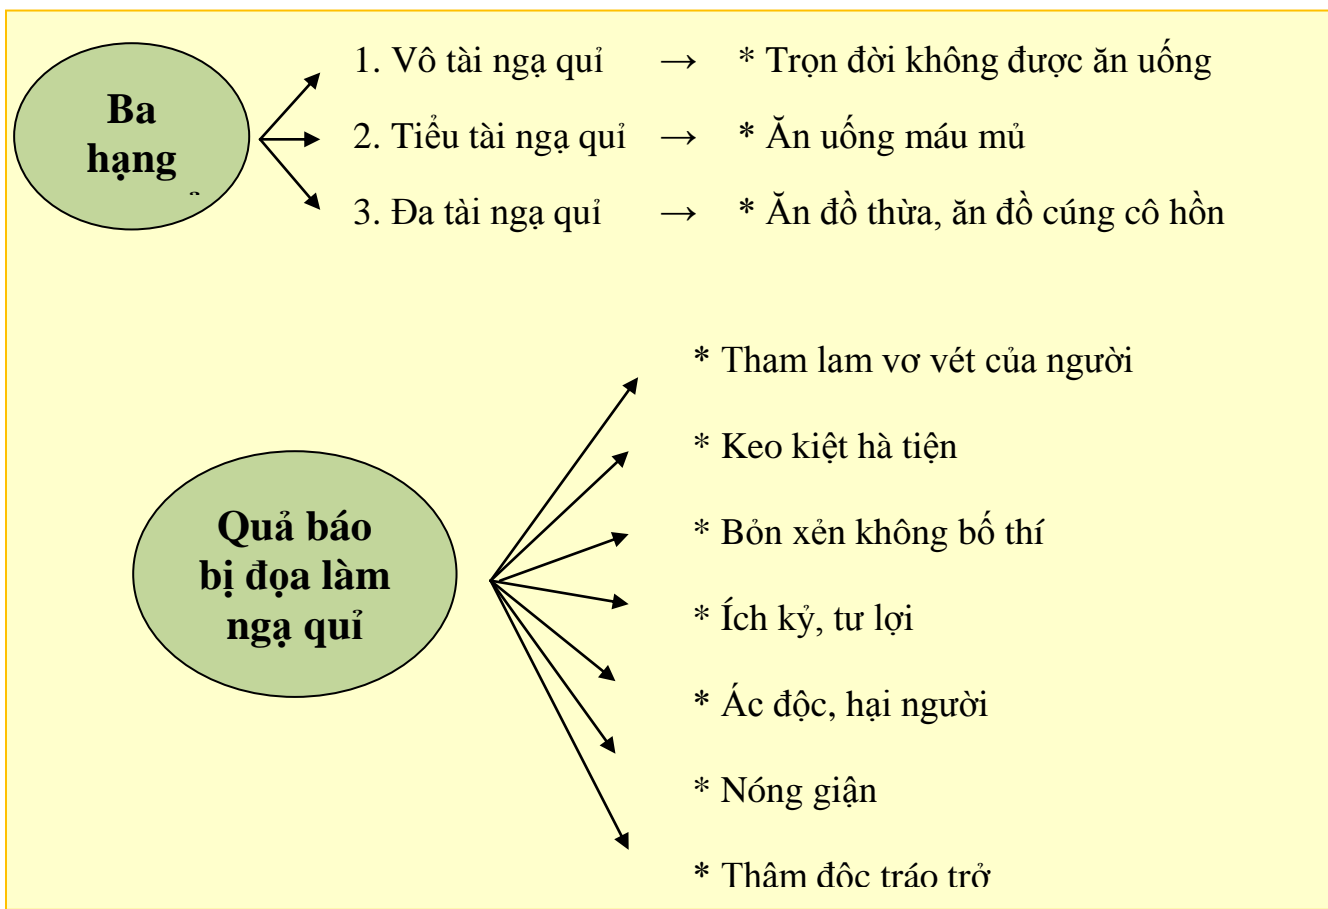 Ba
hạng
1. Vô tài ngạ quỉ → * Trọn đời không được ăn uống
2. Tiểu tài ngạ quỉ → * Ăn uống máu mủ
3. Đa tài ngạ quỉ → * Ăn đồ thừa, ăn đồ cúng cô hồn
Quả báo
bị đọa làm
ngạ quỉ
* Tham lam vơ vét của người
* Keo kiệt hà tiện
* Bỏn xẻn không bố thí
* Ích kỷ, tư lợi
* Ác độc, hại người
* Nóng giận
* Thâm độc tráo trở